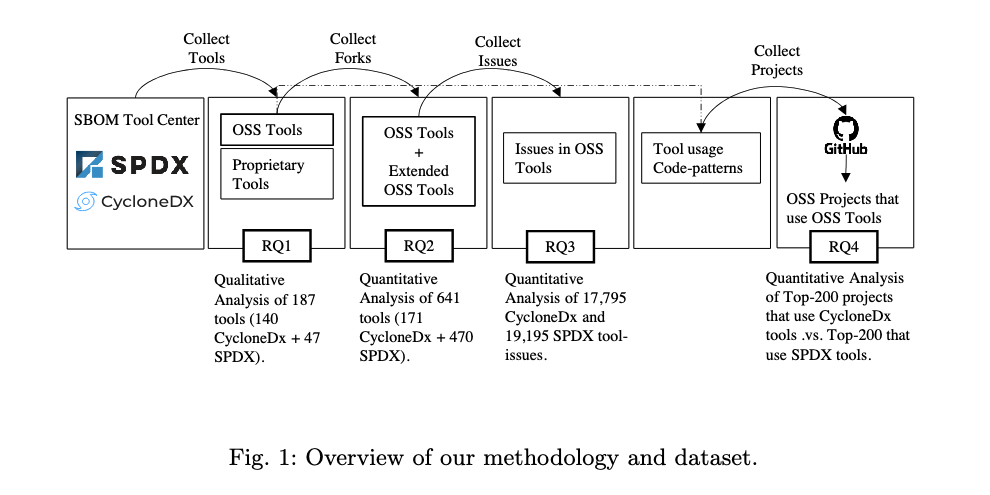 Collect
Tools
Collect
Forks
Collect
Issues
Collect
Projects
SBOM Tool Center
SPDX
CycloneDX
OSS Tools
Proprietary
Tools
OSS Tools
+
Extended
OSS Tools
Issues in OSS
Tools
Tool usage
Code-patterns
GitHub
OSS Projects that
use OSS Tools
RQ1
RQ2
RQ3
RQ4
Qualitative
Analysis of 187
tools (140
CycloneDx + 47
SPDX).
Quantitative
Analysis of 641
tools (171
CycloneDx + 470
SPDX).
Quantitative
Analysis of 17,795
CycloneDx and
19,195 SPDX tool-
issues.
Quantitative Analysis
of Top-200 projects
that use CycloneDx
tools .vs. Top-200 that
use SPDX tools.
Fig. 1: Overview of our methodology and dataset.